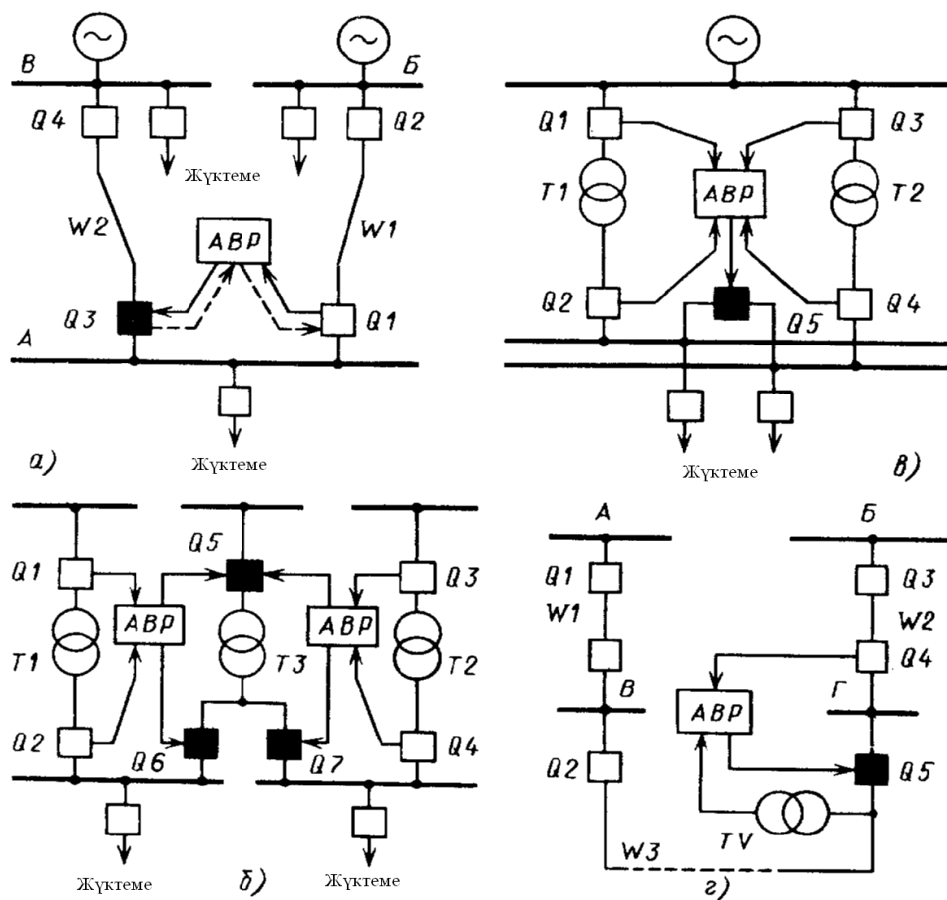 В
Б
Q4
Q2
Жүктеме
W2
АВР
W1
Q3
Q1
А
Жүктеме
а)
Q1
Q3
Т1
АВР
Т2
Q2
Q5
Q4
Жүктеме
в)
Q5
Q1
Q3
АВР
АВР
Т1
Т3
Т2
Q2
Q6
Q7
Q4
Жүктеме
Жүктеме
б)
А
Б
Q1
Q3
W1
W2
Q4
В
Г
АВР
Q2
Q5
TV
W3
г)